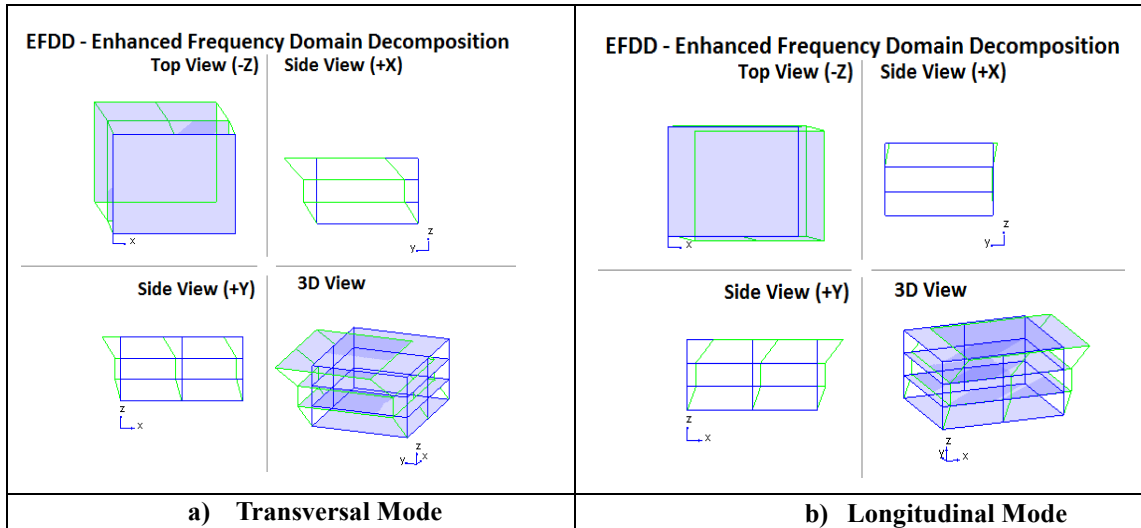 EFDD - Enhanced Frequency Domain Decomposition
Top View (-Z) Side View (+X)
x
z
y
Side View (+Y) 3D View
z
x
z
y x
a) Transversal Mode
EFDD - Enhanced Frequency Domain Decomposition
Top View (-Z) Side View (+X)
x
z
y
Side View (+Y) 3D View
z
x
z
y x
b) Longitudinal Mode